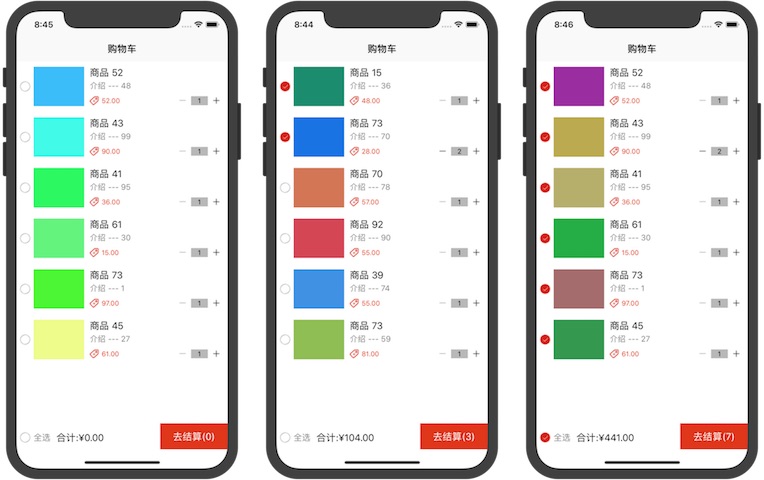 8:45
购物车
商品 52
介绍 --- 48
52.00
1
商品 43
介绍 --- 99
90.00
1
商品 41
介绍 --- 95
36.00
1
商品 61
介绍 --- 30
15.00
1
商品 73
介绍 --- 1
97.00
1
商品 45
介绍 --- 27
61.00
1
全选 合计:¥0.00 去结算(0)
8:44
购物车
商品 15
介绍 --- 36
48.00
1
商品 73
介绍 --- 70
28.00
2
商品 70
介绍 --- 78
57.00
1
商品 92
介绍 --- 90
55.00
1
商品 39
介绍 --- 74
55.00
1
商品 73
介绍 --- 59
81.00
1
全选 合计:¥104.00 去结算(3)
8:46
购物车
商品 52
介绍 --- 48
52.00
1
商品 43
介绍 --- 99
90.00
2
商品 41
介绍 --- 95
36.00
1
商品 61
介绍 --- 30
15.00
1
商品 73
介绍 --- 1
97.00
1
商品 45
介绍 --- 27
61.00
1
全选 合计:¥441.00 去结算(7)